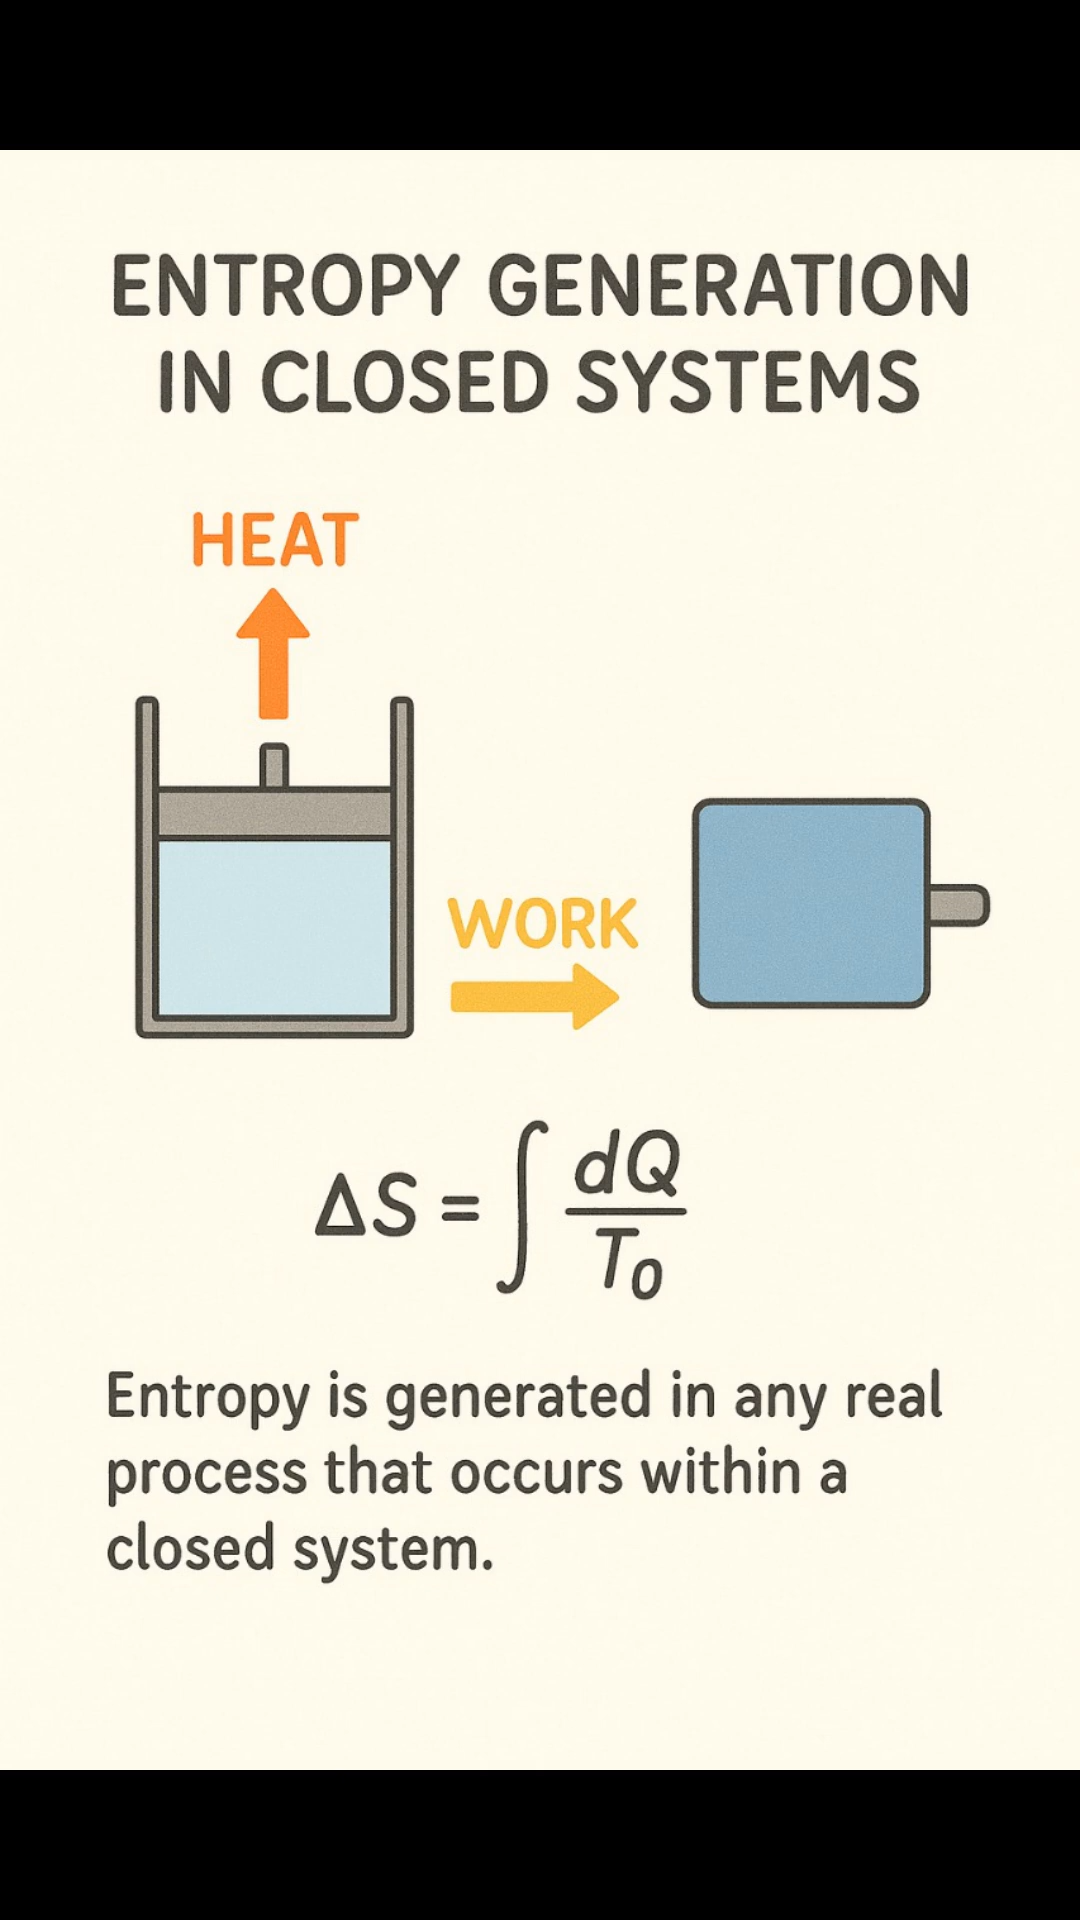 ENTROPY GENERATION
IN CLOSED SYSTEMS
HEAT
WORK
ΔS = ∫ dQ/T₀
Entropy is generated in any real
process that occurs within a
closed system.